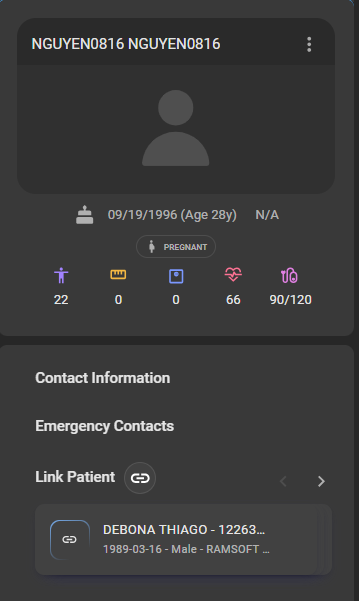 NGUYEN0816 NGUYEN0816
09/19/1996 (Age 28y) N/A
PREGNANT
22 0 0 66 90/120
Contact Information
Emergency Contacts
Link Patient
DEBONA THIAGO - 12263...
1989-03-16 - Male - RAMSOFT ...